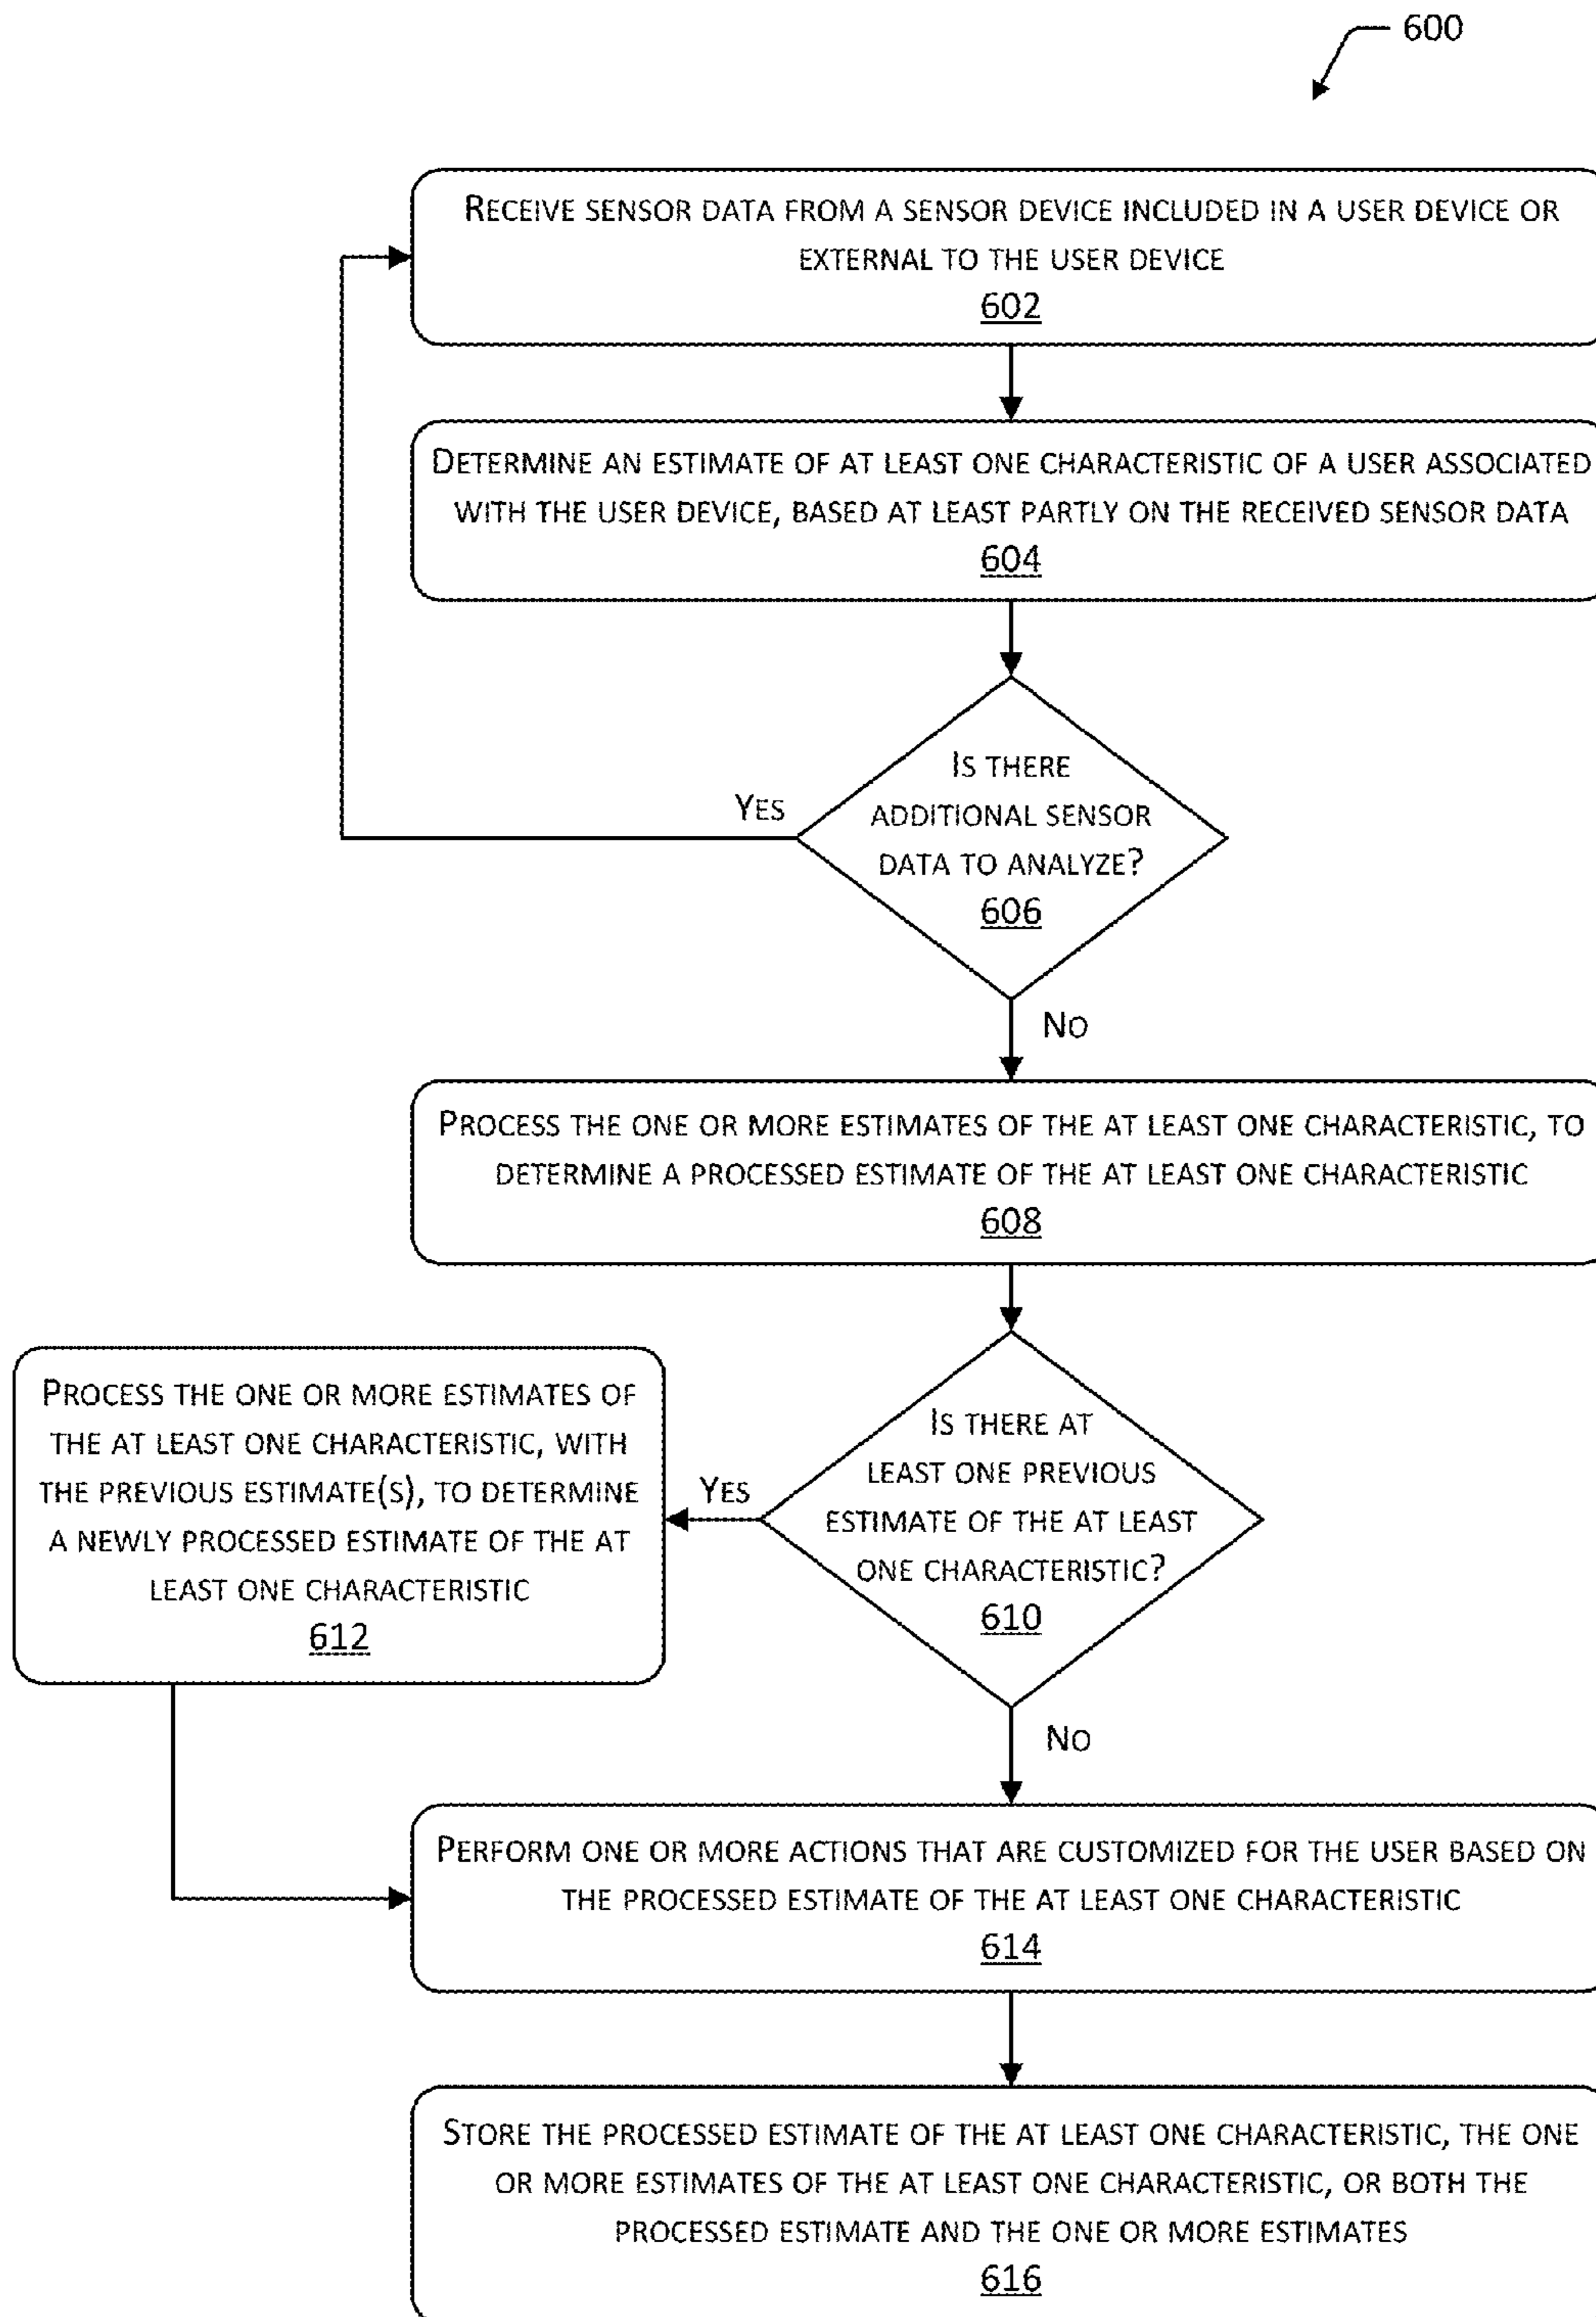 600
RECEIVE SENSOR DATA FROM A SENSOR DEVICE INCLUDED IN A USER DEVICE OR
EXTERNAL TO THE USER DEVICE
602
DETERMINE AN ESTIMATE OF AT LEAST ONE CHARACTERISTIC OF A USER ASSOCIATED
WITH THE USER DEVICE, BASED AT LEAST PARTLY ON THE RECEIVED SENSOR DATA
604
IS THERE
ADDITIONAL SENSOR
DATA TO ANALYZE?
606
YES
NO
PROCESS THE ONE OR MORE ESTIMATES OF THE AT LEAST ONE CHARACTERISTIC, TO
DETERMINE A PROCESSED ESTIMATE OF THE AT LEAST ONE CHARACTERISTIC
608
IS THERE AT
LEAST ONE PREVIOUS
ESTIMATE OF THE AT LEAST
ONE CHARACTERISTIC?
610
YES
PROCESS THE ONE OR MORE ESTIMATES OF
THE AT LEAST ONE CHARACTERISTIC, WITH
THE PREVIOUS ESTIMATE(S), TO DETERMINE
A NEWLY PROCESSED ESTIMATE OF THE AT
LEAST ONE CHARACTERISTIC
612
NO
PERFORM ONE OR MORE ACTIONS THAT ARE CUSTOMIZED FOR THE USER BASED ON
THE PROCESSED ESTIMATE OF THE AT LEAST ONE CHARACTERISTIC
614
STORE THE PROCESSED ESTIMATE OF THE AT LEAST ONE CHARACTERISTIC, THE ONE
OR MORE ESTIMATES OF THE AT LEAST ONE CHARACTERISTIC, OR BOTH THE
PROCESSED ESTIMATE AND THE ONE OR MORE ESTIMATES
616